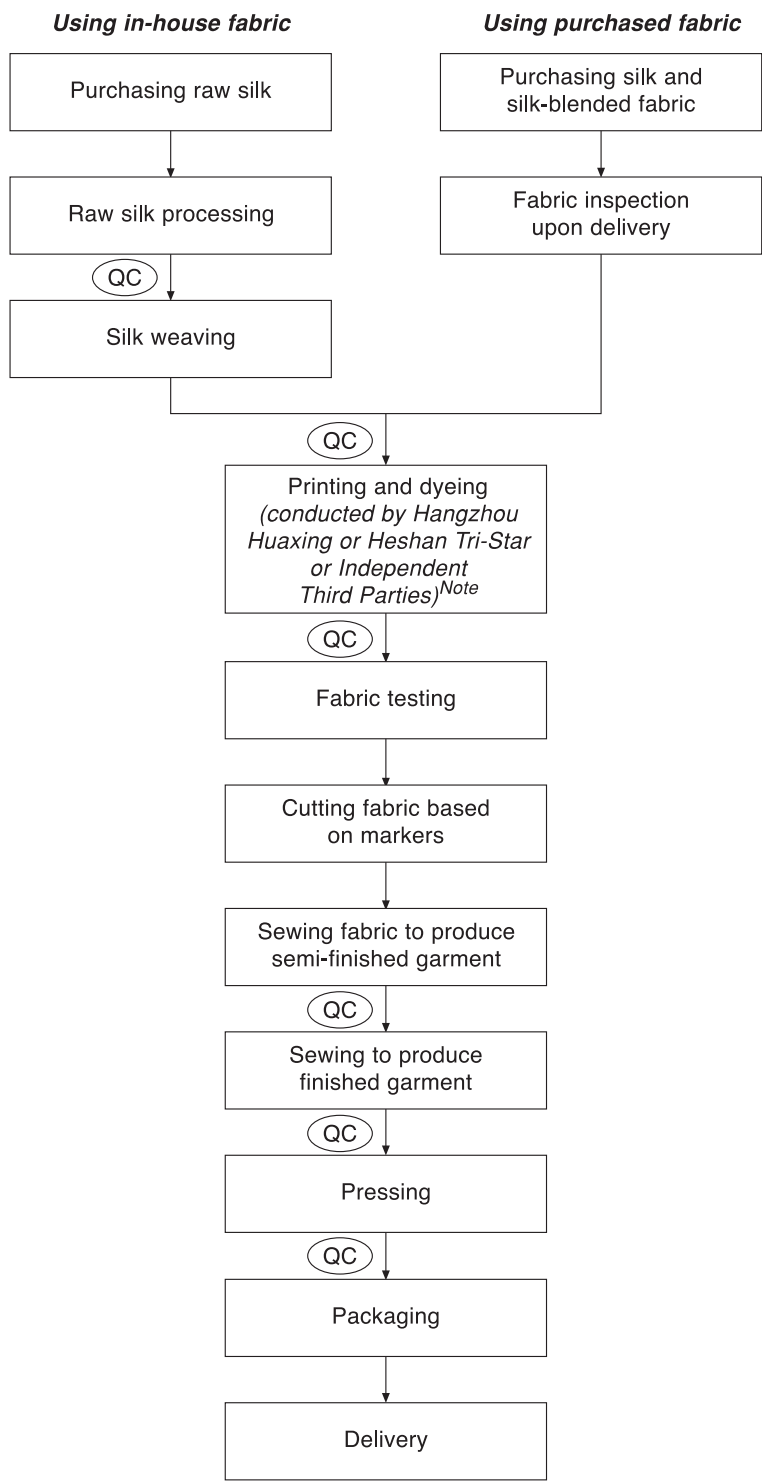 Using in-house fabric
Using purchased fabric
Purchasing raw silk
Purchasing silk and
silk-blended fabric
Raw silk processing
Fabric inspection
upon delivery
QC
Silk weaving
QC
Printing and dyeing
(conducted by Hangzhou
Huaxing or Heshan Tri-Star
or Independent
Third Parties)Note
QC
Fabric testing
Cutting fabric based
on markers
Sewing fabric to produce
semi-finished garment
QC
Sewing to produce
finished garment
QC
Pressing
QC
Packaging
Delivery